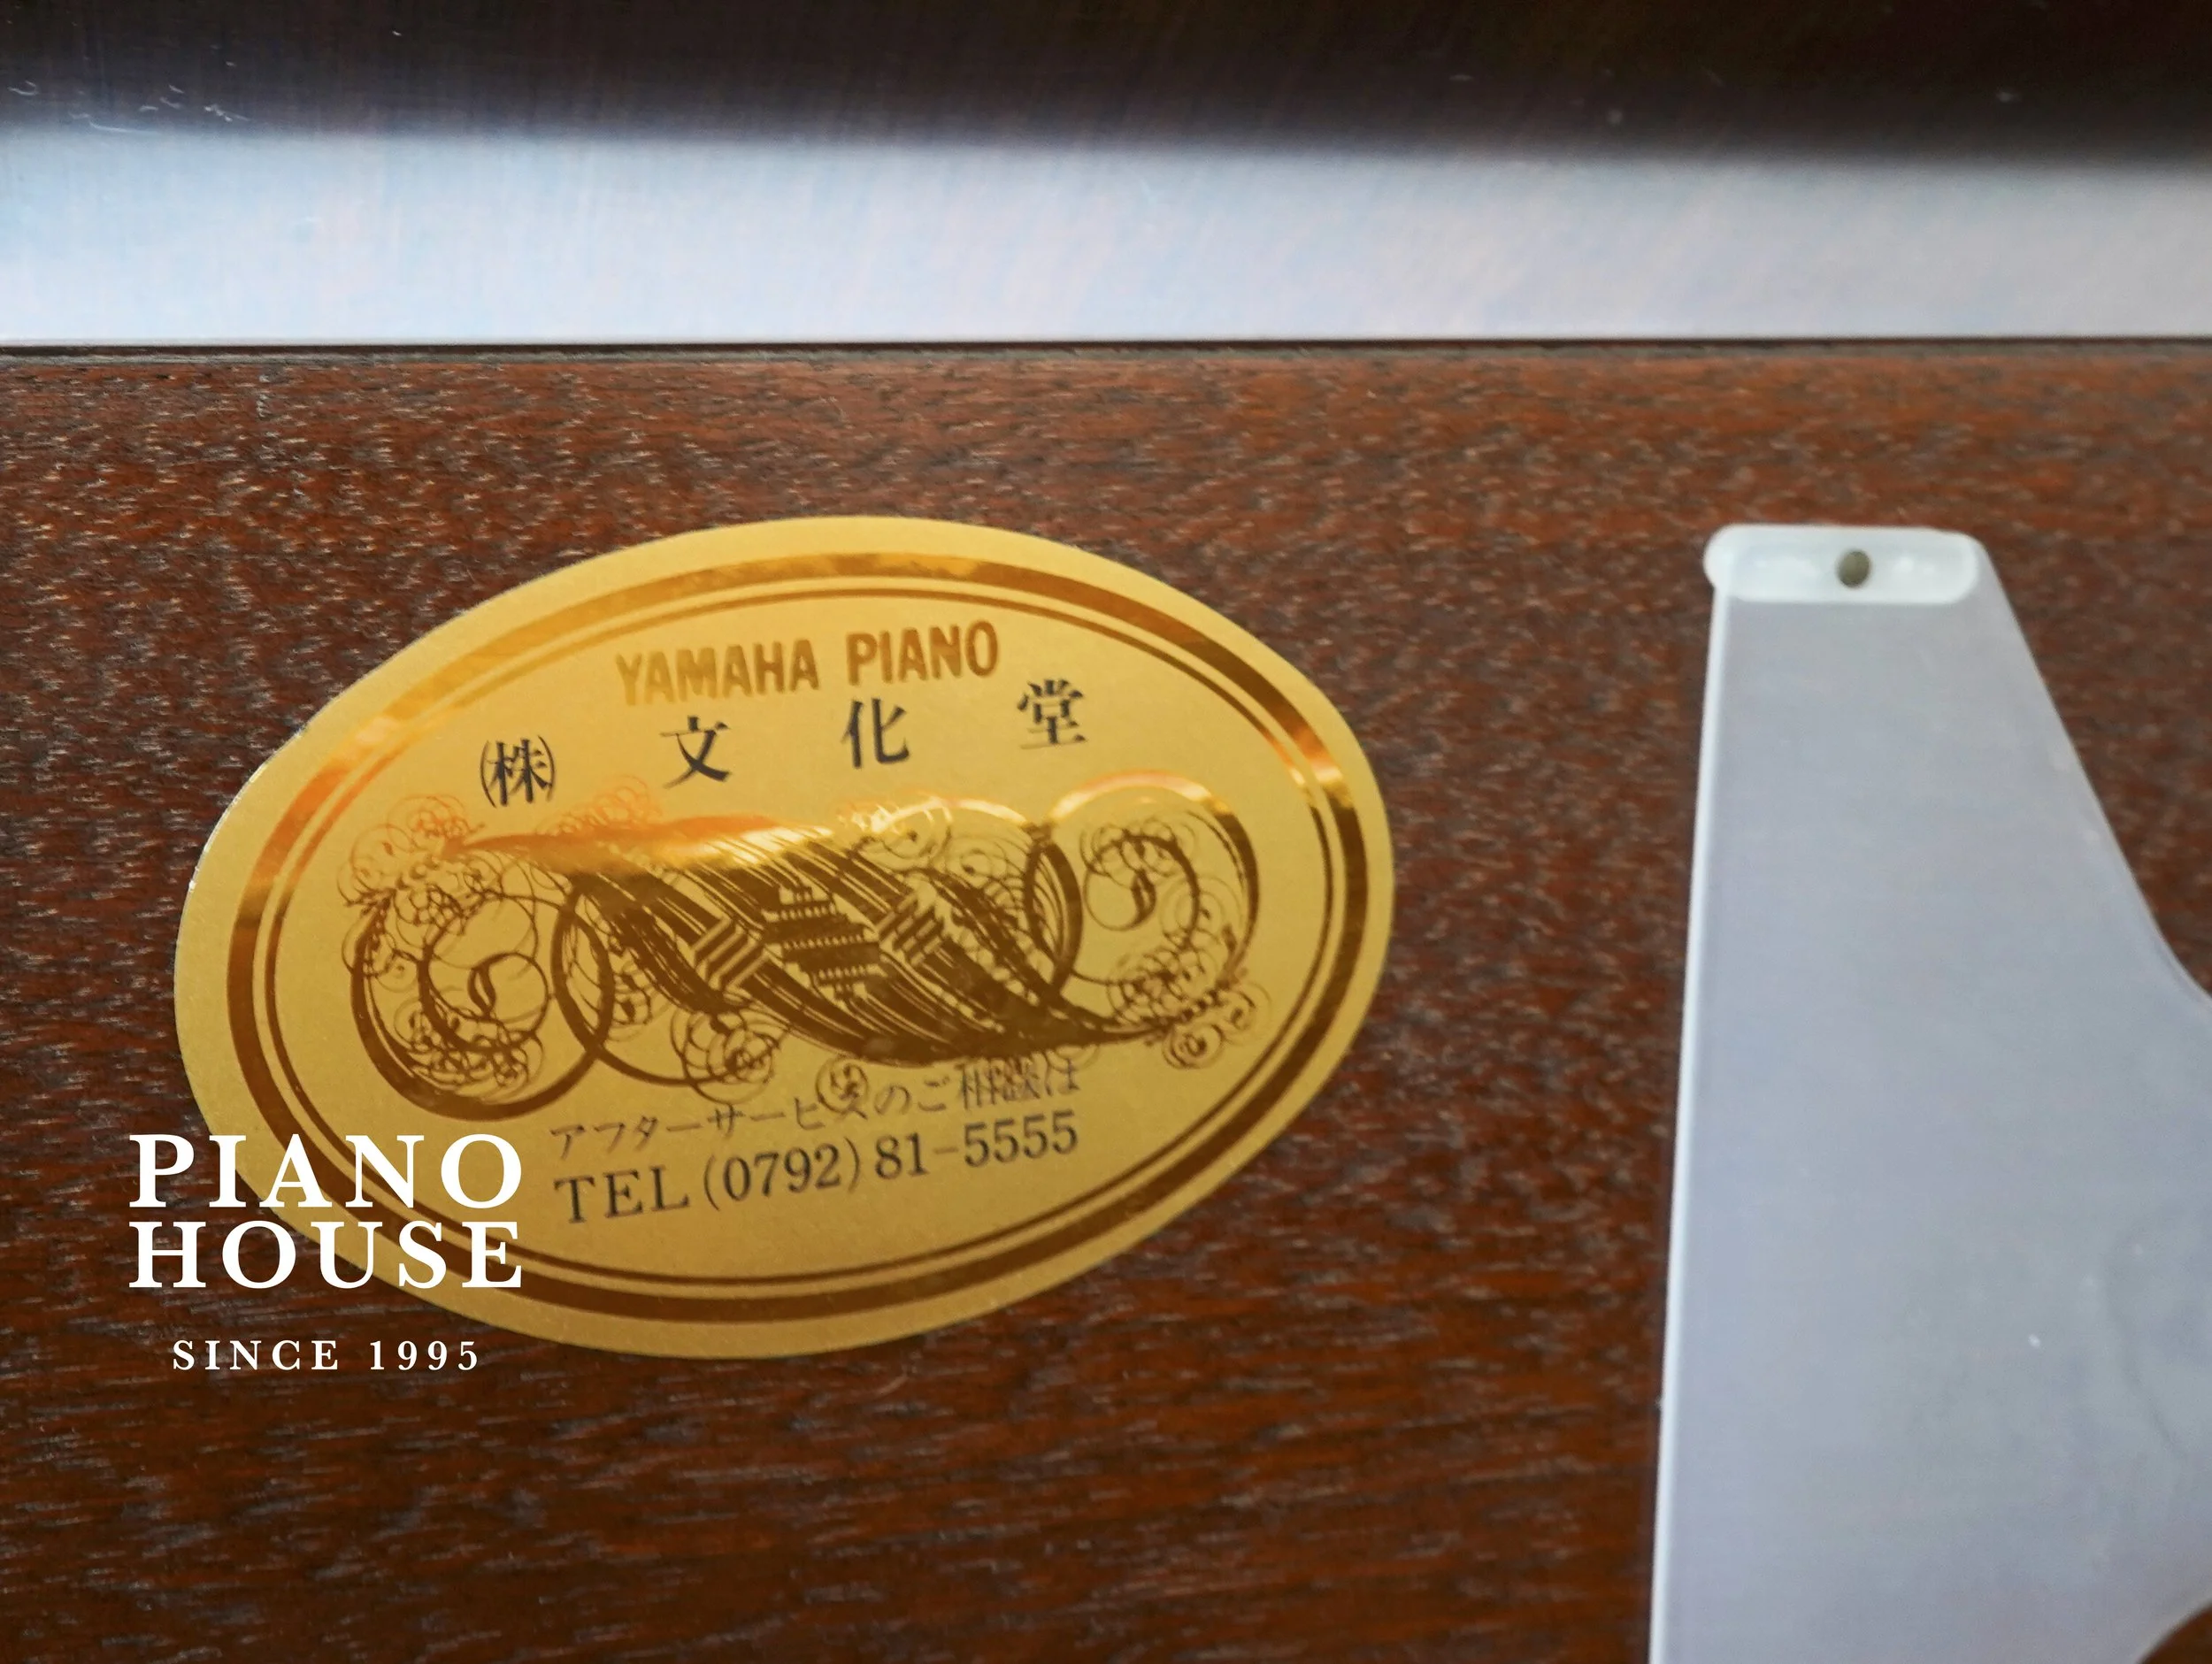 YAMAHA PIANO
㈱ 文 化 堂
アフターサービスのご相談は
TEL(0792)81-5555
PIANO
HOUSE
SINCE 1995